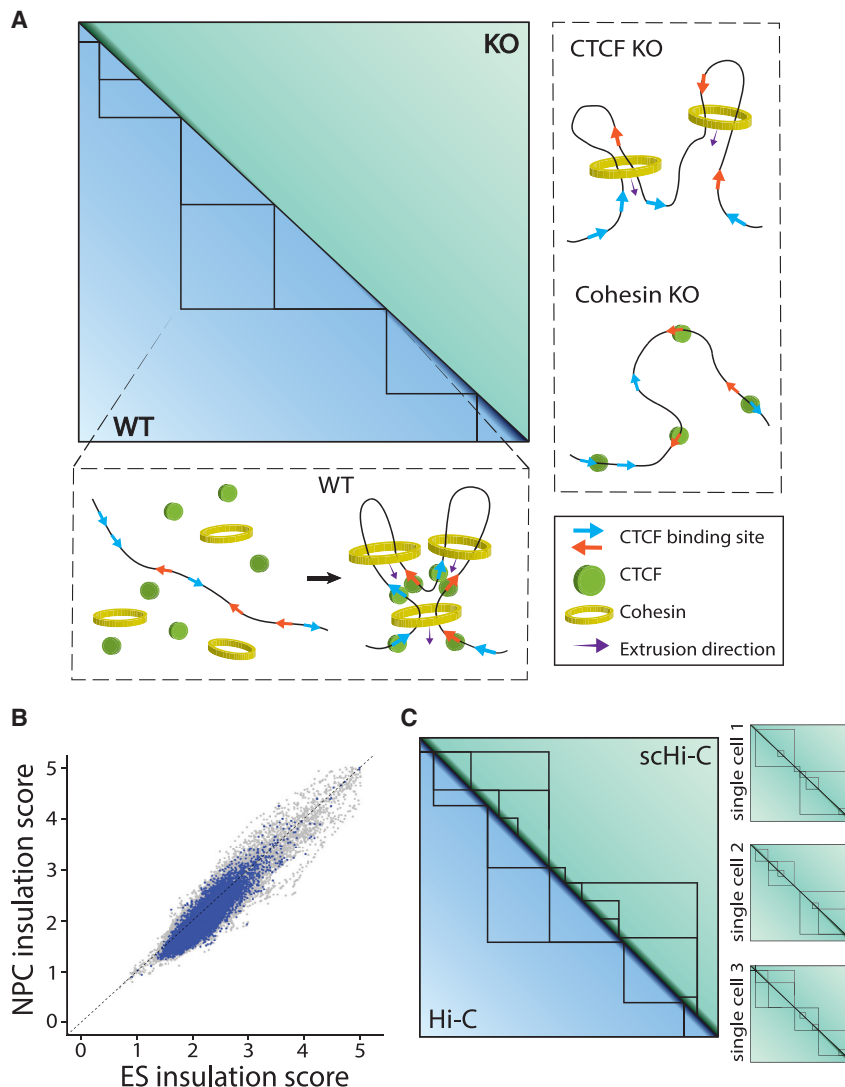 A
KO
WT
CTCF KO
Cohesin KO
WT
CTCF binding site
CTCF
Cohesin
Extrusion direction
B
NPC insulation score
5
4
3
2
1
0
0 1 2 3 4 5
ES insulation score
C
scHi-C
Hi-C
single cell 1
single cell 2
single cell 3